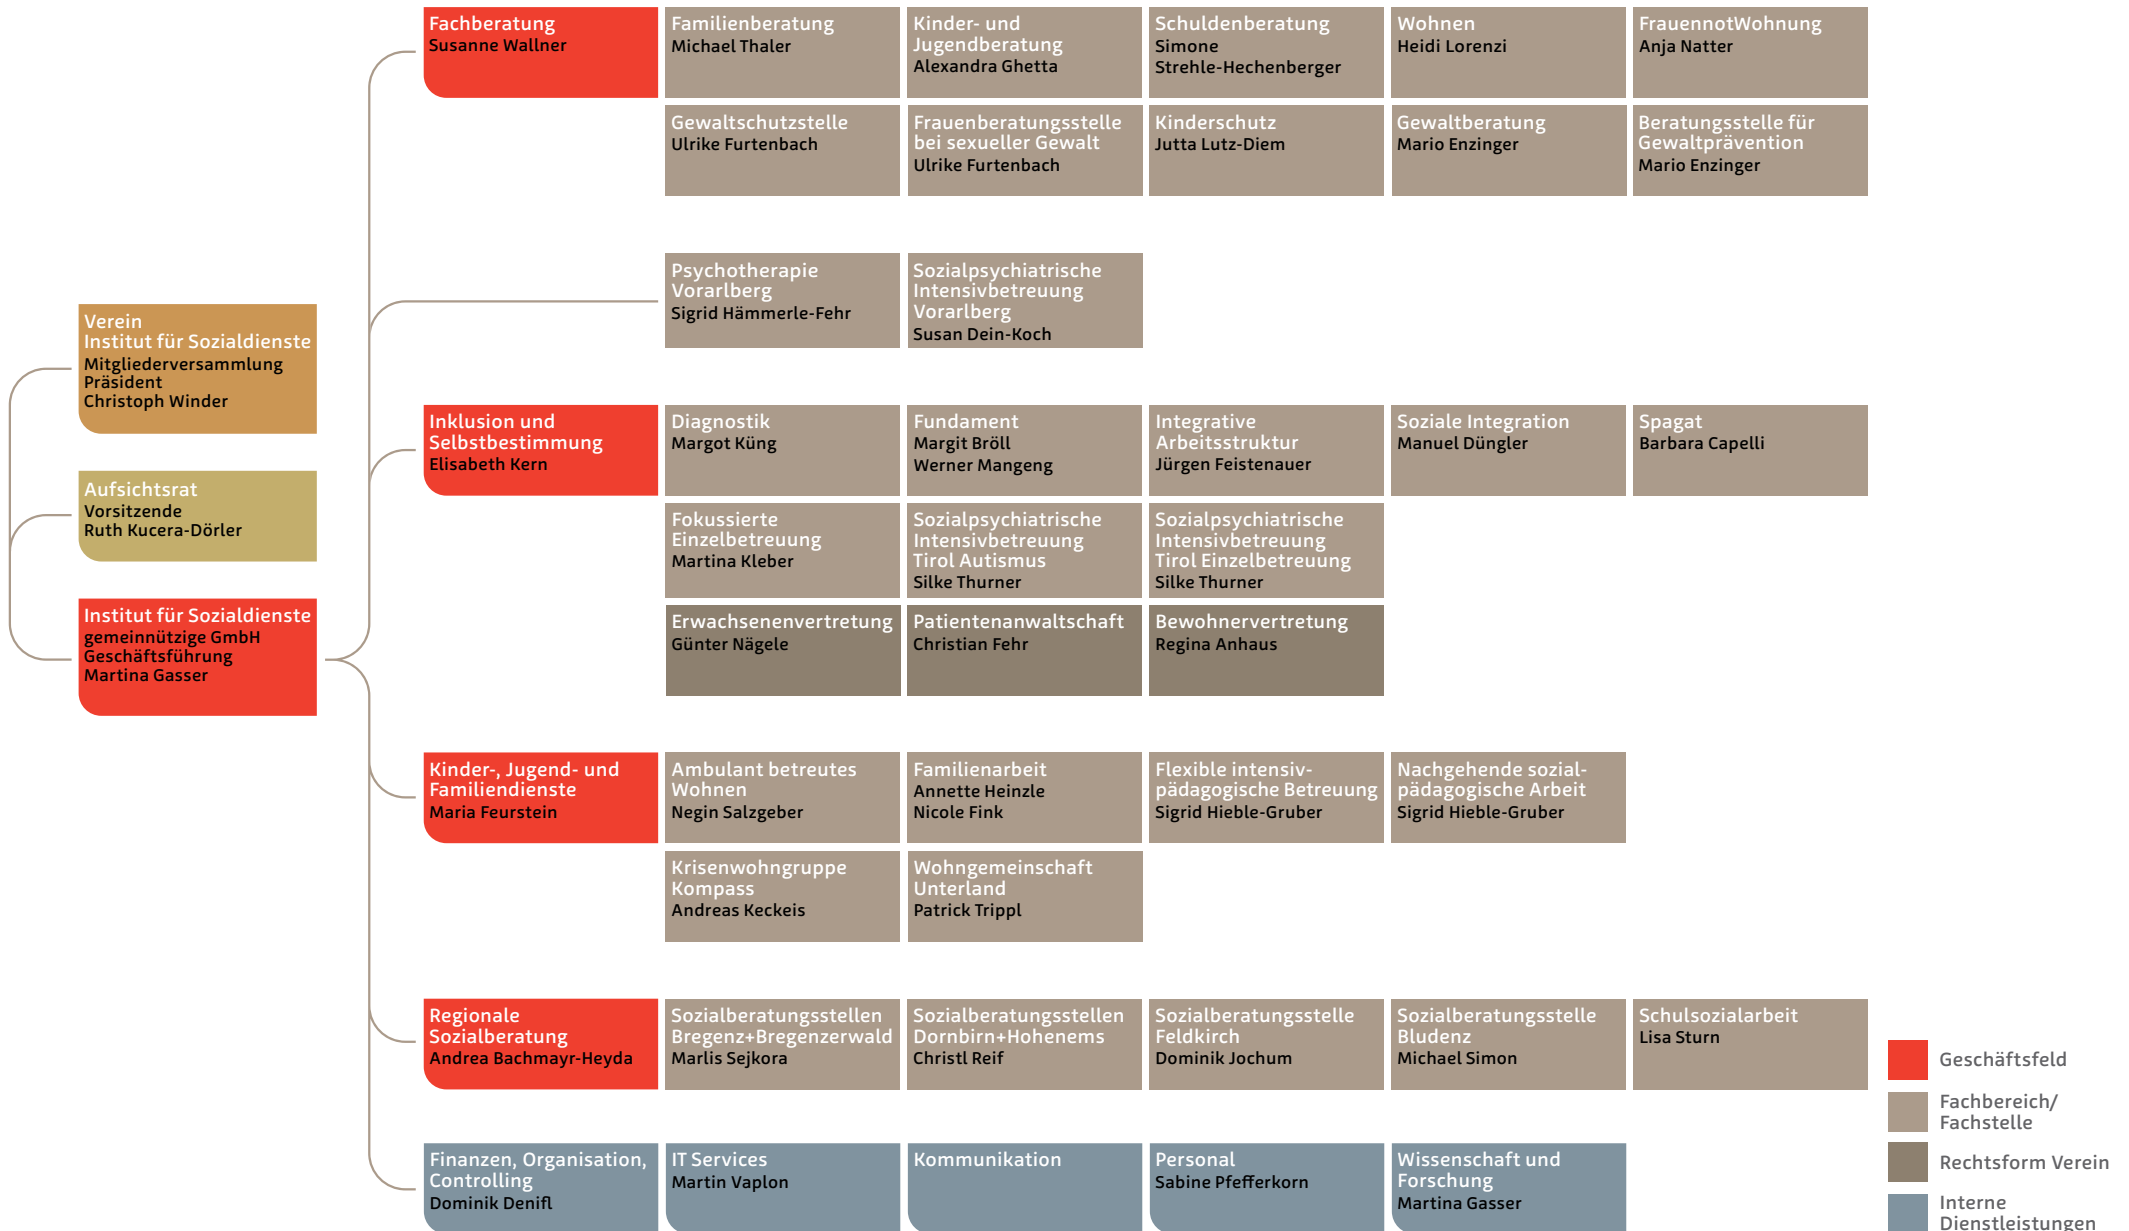 Verein
Institut für Sozialdienste
Mitgliederversammlung
Präsident
Christoph Winder
Aufsichtsrat
Vorsitzende
Ruth Kucera-Dörler
Institut für Sozialdienste
gemeinnützige GmbH
Geschäftsführung
Martina Gasser
Fachberatung
Susanne Wallner
Familienberatung
Michael Thaler
Kinder- und
Jugendberatung
Alexandra Ghetta
Schuldenberatung
Simone
Strehle-Hechenberger
Wohnen
Heidi Lorenzi
FrauennotWohnung
Anja Natter
Gewaltschutzstelle
Ulrike Furtenbach
Frauenberatungsstelle
bei sexueller Gewalt
Ulrike Furtenbach
Kinderschutz
Jutta Lutz-Diem
Gewaltberatung
Mario Enzinger
Beratungsstelle für
Gewaltprävention
Mario Enzinger
Psychotherapie
Vorarlberg
Sigrid Hämmerle-Fehr
Sozialpsychiatrische
Intensivbetreuung
Vorarlberg
Susan Dein-Koch
Inklusion und
Selbstbestimmung
Elisabeth Kern
Diagnostik
Margot Küng
Fundament
Margit Bröll
Werner Mangeng
Integrative
Arbeitsstruktur
Jürgen Feistenauer
Soziale Integration
Manuel Düngler
Spagat
Barbara Capelli
Fokussierte
Einzelbetreuung
Martina Kleber
Sozialpsychiatrische
Intensivbetreuung
Tirol Autismus
Silke Thurner
Sozialpsychiatrische
Intensivbetreuung
Tirol Einzelbetreuung
Silke Thurner
Erwachsenenvertretung
Günter Nägele
Patientenanwaltschaft
Christian Fehr
Bewohnervertretung
Regina Anhaus
Kinder-, Jugend- und
Familiendienste
Maria Feurstein
Ambulant betreutes
Wohnen
Negin Salzgeber
Familienarbeit
Annette Heinzle
Nicole Fink
Flexible intensiv-
pädagogische Betreuung
Sigrid Hieble-Gruber
Nachgehende sozial-
pädagogische Arbeit
Sigrid Hieble-Gruber
Krisenwohngruppe
Kompass
Andreas Keckeis
Wohngemeinschaft
Unterland
Patrick Trippl
Regionale
Sozialberatung
Andrea Bachmayr-Heyda
Sozialberatungsstellen
Bregenz+Bregenzerwald
Marlis Sejkora
Sozialberatungsstellen
Dornbirn+Hohenems
Christl Reif
Sozialberatungsstelle
Feldkirch
Dominik Jochum
Sozialberatungsstelle
Bludenz
Michael Simon
Schulsozialarbeit
Lisa Sturn
Finanzen, Organisation,
Controlling
Dominik Denifl
IT Services
Martin Vaplon
Kommunikation
Personal
Sabine Pfefferkorn
Wissenschaft und
Forschung
Martina Gasser
Geschäftsfeld
Fachbereich/
Fachstelle
Rechtsform Verein
Interne
Dienstleistungen